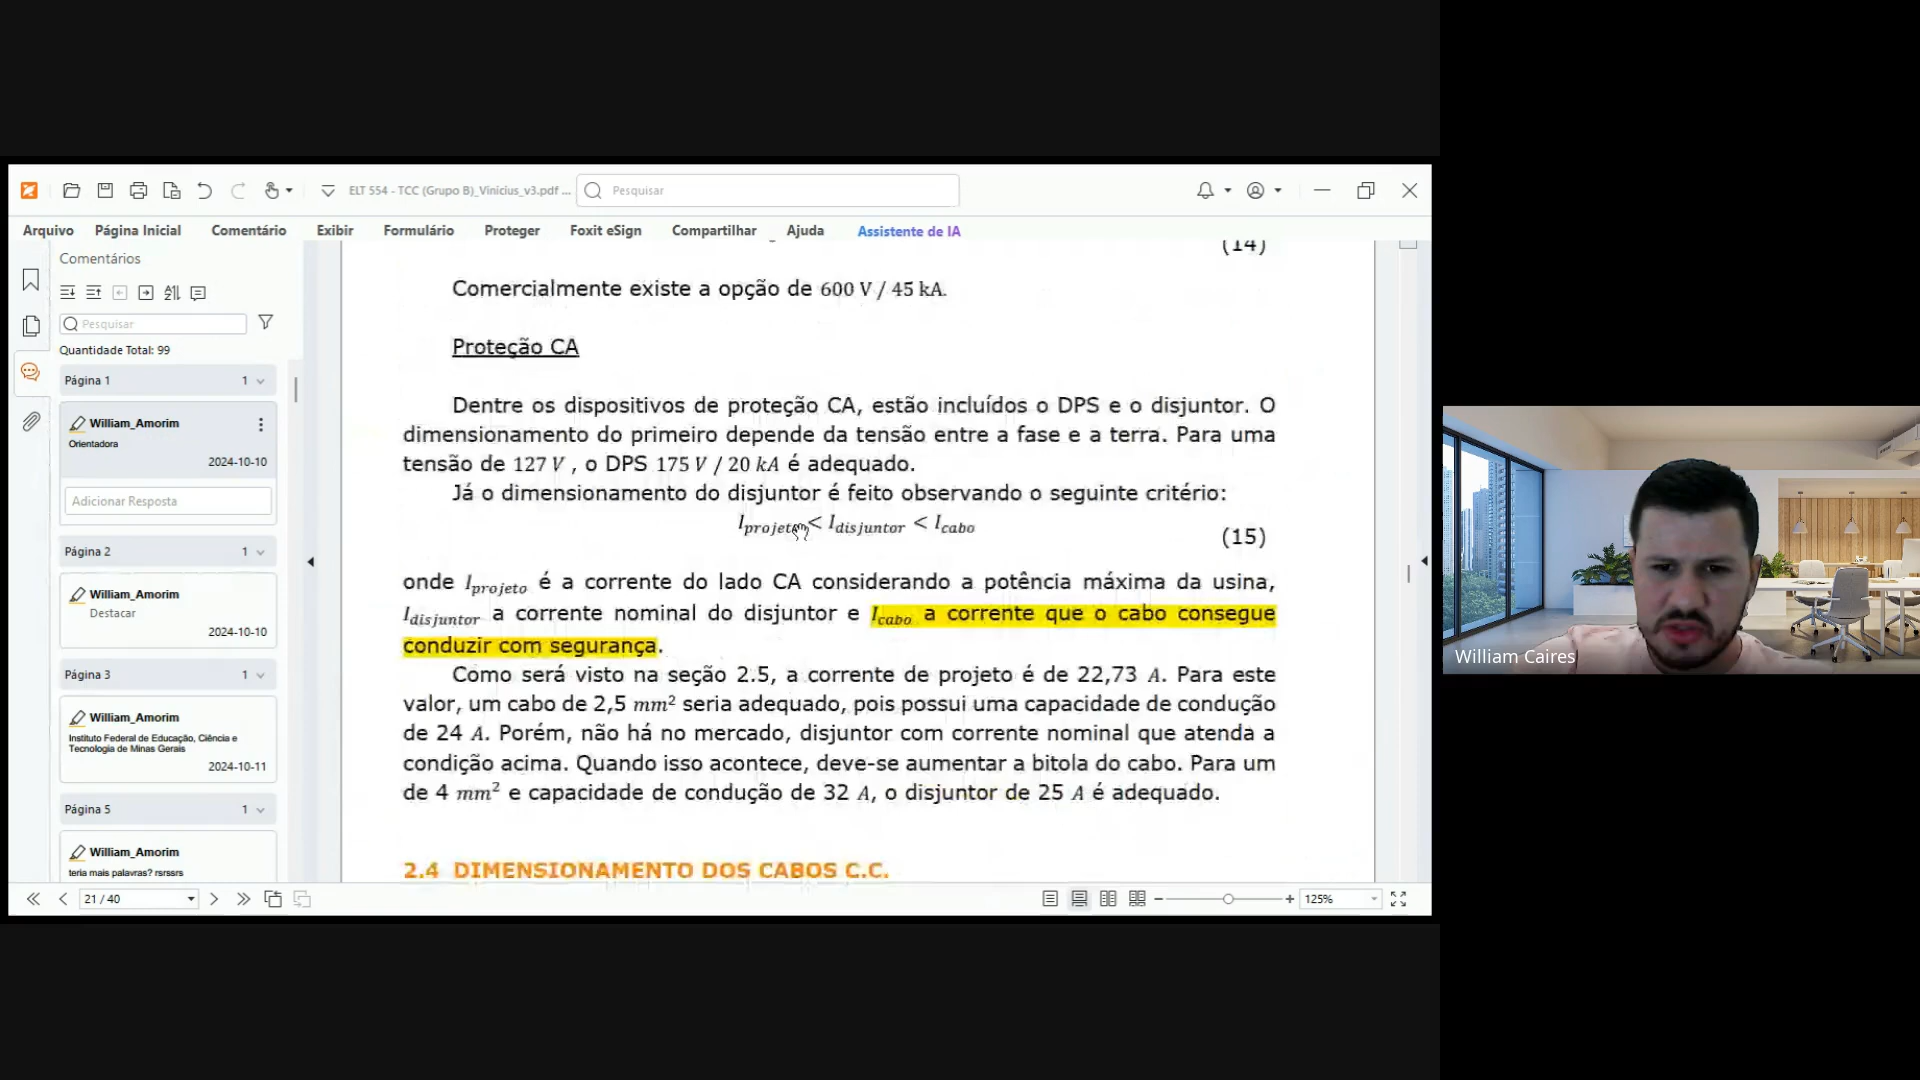 ELT 554 - TCC (Grupo B)_Vinicius_v3.pdf ...
Pesquisar
Arquivo Página Inicial Comentário Exibir Formulário Proteger Foxit eSign Compartilhar Ajuda Assistente de IA
Comentários
Pesquisar
Quantidade Total: 99
Página 1 1
William_Amorim
Orientadora
2024-10-10
Adicionar Resposta
Página 2 1
William_Amorim
Destacar
2024-10-10
Página 3 1
William_Amorim
Instituto Federal de Educação, Ciência e
Tecnologia de Minas Gerais
2024-10-11
Página 5 1
William_Amorim
teria mais palavras? rsrssrs
(14)
Comercialmente existe a opção de 600 V / 45 kA.
Proteção CA
Dentre os dispositivos de proteção CA, estão incluídos o DPS e o disjuntor. O
dimensionamento do primeiro depende da tensão entre a fase e a terra. Para uma
tensão de 127 V , o DPS 175 V / 20 kA é adequado.
Já o dimensionamento do disjuntor é feito observando o seguinte critério:
I projeto < I disjuntor < I cabo
(15)
onde I projeto é a corrente do lado CA considerando a potência máxima da usina,
I disjuntor a corrente nominal do disjuntor e I cabo a corrente que o cabo consegue
conduzir com segurança.
Como será visto na seção 2.5, a corrente de projeto é de 22,73 A. Para este
valor, um cabo de 2,5 mm² seria adequado, pois possui uma capacidade de condução
de 24 A. Porém, não há no mercado, disjuntor com corrente nominal que atenda a
condição acima. Quando isso acontece, deve-se aumentar a bitola do cabo. Para um
de 4 mm² e capacidade de condução de 32 A, o disjuntor de 25 A é adequado.
2.4 DIMENSIONAMENTO DOS CABOS C.C.
21 / 40
125%
William Caires